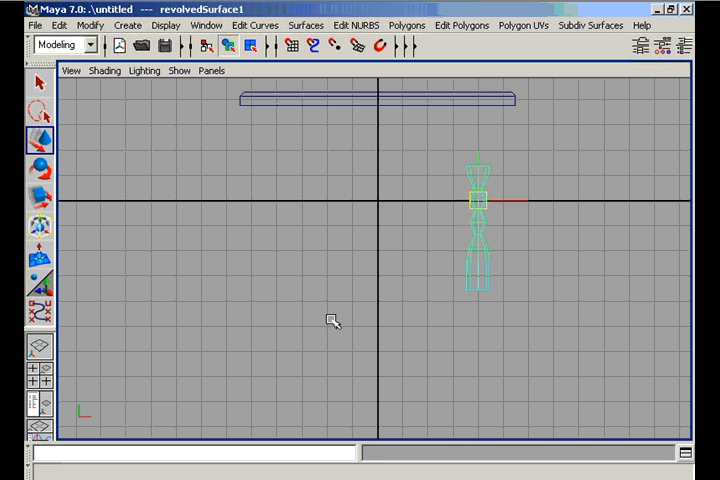 Maya 7.0: .\untitled --- revolvedSurface1
File Edit Modify Create Display Window Edit Curves Surfaces Edit NURBS Polygons Edit Polygons Polygon UVs Subdiv Surfaces Help
Modeling
View Shading Lighting Show Panels